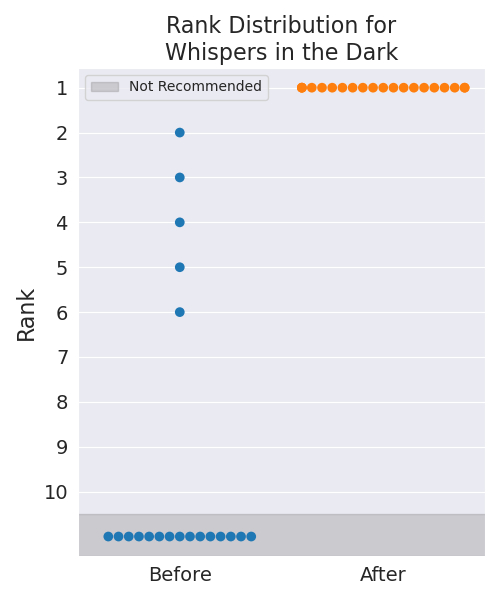 Rank Distribution for
Whispers in the Dark
Not Recommended
Rank
1
2
3
4
5
6
7
8
9
10
Before After